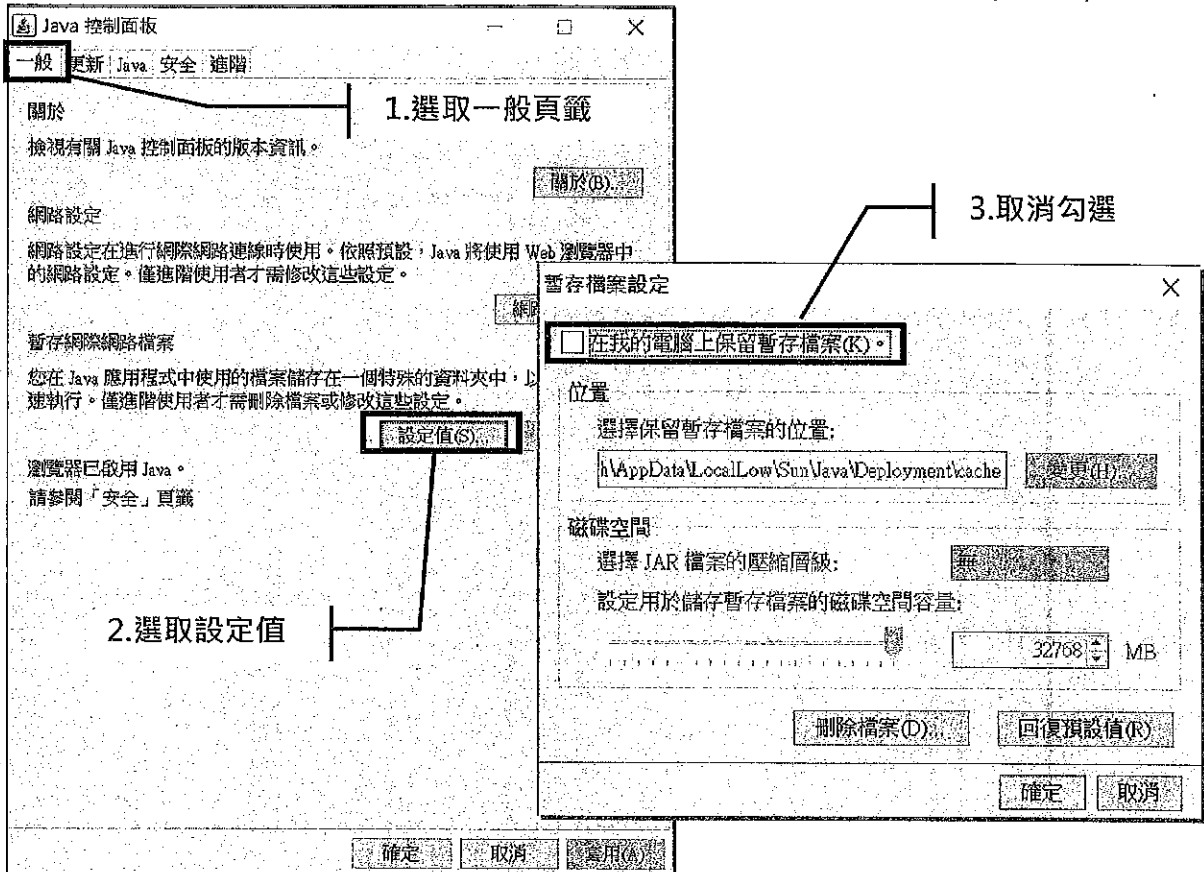 Java 控制面板
一般 更新 Java 安全 進階
1.選取一般頁籤
關於
檢視有關 Java 控制面板的版本資訊。
關於(B)...
網路設定
網路設定在進行網際網路連線時使用。依照預設，Java 將使用 Web 瀏覽器中
的網路設定。僅進階使用者才需修改這些設定。
網路
暫存網際網路檔案
您在 Java 應用程式中使用的檔案儲存在一個特殊的資料夾中，以
速執行。僅進階使用者才需刪除檔案或修改這些設定。
設定值(S)...
瀏覽器已啟用 Java。
請參閱「安全」頁籤
2.選取設定值
確定 取消 套用(A)
3.取消勾選
暫存檔案設定
在我的電腦上保留暫存檔案(K)。
位置
選擇保留暫存檔案的位置:
h\AppData\LocalLow\Sun\Java\Deployment\cache 變更(H)...
磁碟空間
選擇 JAR 檔案的壓縮層級: 無
設定用於儲存暫存檔案的磁碟空間容量:
32768 MB
刪除檔案(D)... 回復預設值(R)
確定 取消